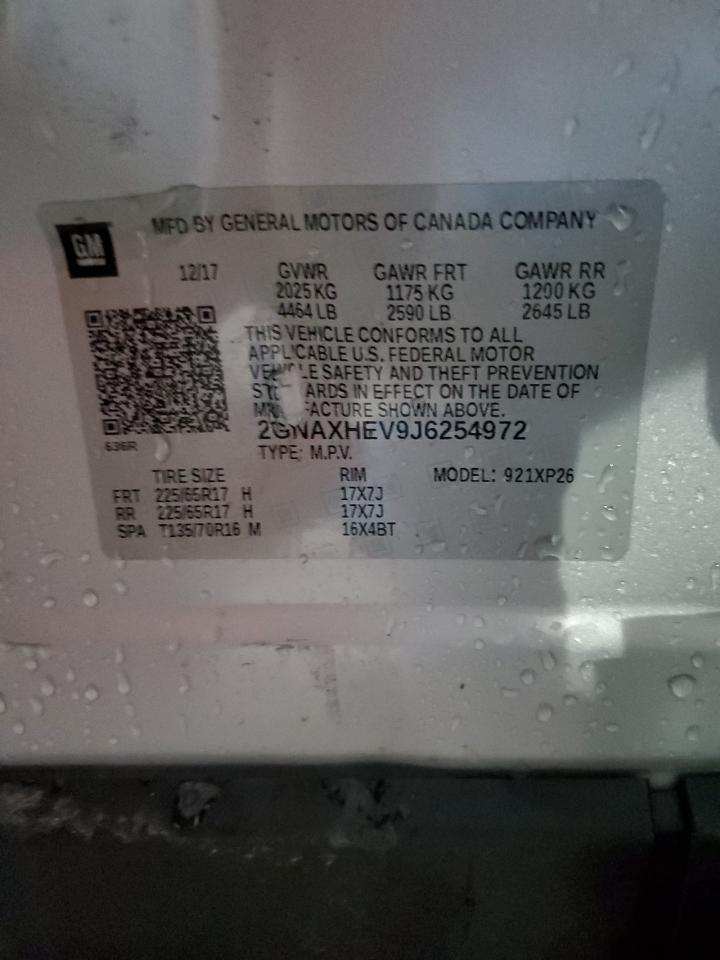 MFD BY GENERAL MOTORS OF CANADA COMPANY
GM
12/17 GVWR GAWR FRT GAWR RR
2025 KG 1175 KG 1200 KG
4464 LB 2590 LB 2645 LB
THIS VEHICLE CONFORMS TO ALL
APPLICABLE U.S. FEDERAL MOTOR
SAFETY AND THEFT PREVENTION
IN EFFECT ON THE DATE OF
SHOWN ABOVE.
2GNAXHEV9J6254972
636R
TYPE: M.P.V.
TIRE SIZE RIM MODEL: 921XP26
FRT 225/65R17 H 17X7J
RR 225/65R17 H 17X7J
SPA T135/70R16 M 16X4BT